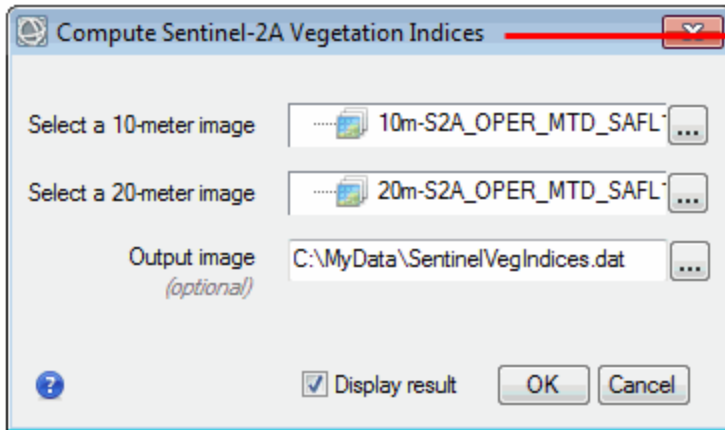 Compute Sentinel-2A Vegetation Indices
Select a 10-meter image 10m-S2A_OPER_MTD_SAFL ...
Select a 20-meter image 20m-S2A_OPER_MTD_SAFL ...
Output image C:\MyData\SentinelVegIndices.dat ...
(optional)
? Display result OK Cancel